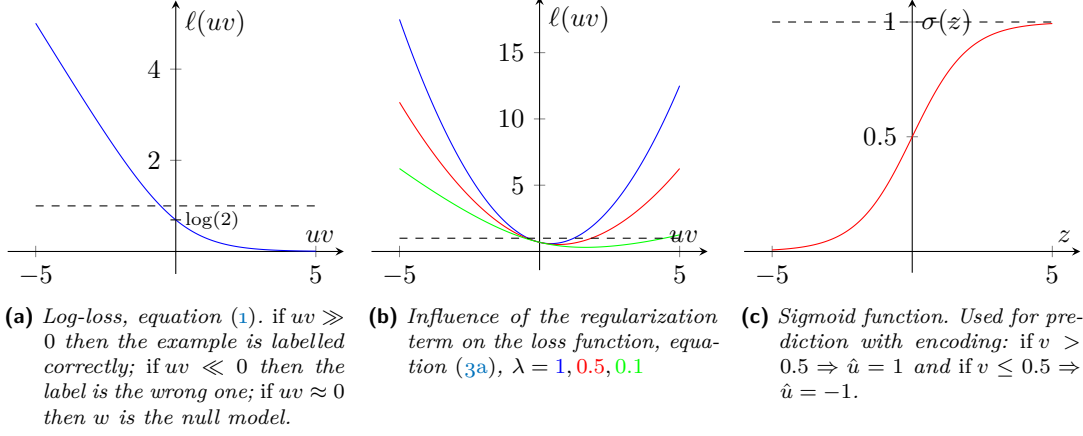 ℓ(uv)
4
2
log(2)
uv
−5
5
ℓ(uv)
15
10
5
uv
−5
5
1
σ(z)
0.5
z
−5
5
(a) Log-loss, equation (1). if uv ≫
0 then the example is labelled
correctly; if uv ≪ 0 then the
label is the wrong one; if uv ≈ 0
then w is the null model.
(b) Influence of the regularization
term on the loss function, equa-
tion (3a), λ = 1, 0.5, 0.1
(c) Sigmoid function. Used for pre-
diction with encoding: if v >
0.5 ⇒ û = 1 and if v ≤ 0.5 ⇒
û = −1.